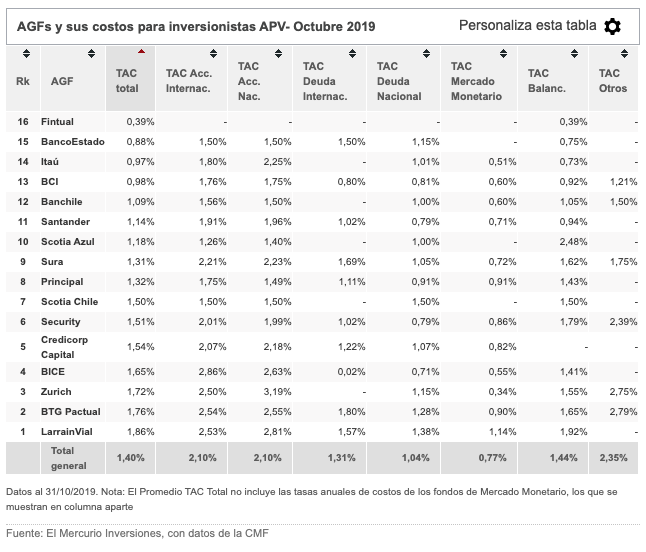 AGFs y sus costos para inversionistas APV- Octubre 2019 Personaliza esta tabla
Rk AGF TAC total TAC Acc. Internac. TAC Acc. Nac. TAC Deuda Internac. TAC Deuda Nacional TAC Mercado Monetario TAC Balanc. TAC Otros
16 Fintual 0,39% - - - - - 0,39% -
15 BancoEstado 0,88% 1,50% 1,50% 1,50% 1,15% - 0,75% -
14 Itaú 0,97% 1,80% 2,25% - 1,01% 0,51% 0,73% -
13 BCI 0,98% 1,76% 1,75% 0,80% 0,81% 0,60% 0,92% 1,21%
12 Banchile 1,09% 1,56% 1,50% - 1,00% 0,60% 1,05% 1,50%
11 Santander 1,14% 1,91% 1,96% 1,02% 0,79% 0,71% 0,94% -
10 Scotia Azul 1,18% 1,26% 1,40% - 1,00% - 2,48% -
9 Sura 1,31% 2,21% 2,23% 1,69% 1,05% 0,72% 1,62% 1,75%
8 Principal 1,32% 1,75% 1,49% 1,11% 0,91% 0,91% 1,43% -
7 Scotia Chile 1,50% 1,50% 1,50% - 1,50% - 1,50% -
6 Security 1,51% 2,01% 1,99% 1,02% 0,79% 0,86% 1,79% 2,39%
5 Credicorp Capital 1,54% 2,07% 2,18% 1,22% 1,07% 0,82% - -
4 BICE 1,65% 2,86% 2,63% 0,02% 0,71% 0,55% 1,41% -
3 Zurich 1,72% 2,50% 3,19% - 1,15% 0,34% 1,55% 2,75%
2 BTG Pactual 1,76% 2,54% 2,55% 1,80% 1,28% 0,90% 1,65% 2,79%
1 LarrainVial 1,86% 2,53% 2,81% 1,57% 1,38% 1,14% 1,92% -
Total general 1,40% 2,10% 2,10% 1,31% 1,04% 0,77% 1,44% 2,35%
Datos al 31/10/2019. Nota: El Promedio TAC Total no incluye las tasas anuales de costos de los fondos de Mercado Monetario, los que se
muestran en columna aparte
Fuente: El Mercurio Inversiones, con datos de la CMF